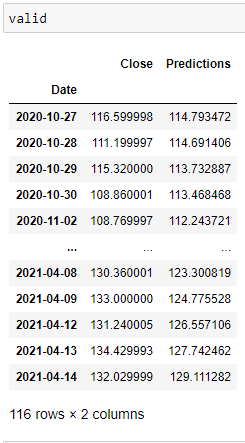 valid
Close Predictions
Date
2020-10-27 116.599998 114.793472
2020-10-28 111.199997 114.691406
2020-10-29 115.320000 113.732887
2020-10-30 108.860001 113.468468
2020-11-02 108.769997 112.243721
... ... ...
2021-04-08 130.360001 123.300819
2021-04-09 133.000000 124.775528
2021-04-12 131.240005 126.557106
2021-04-13 134.429993 127.742462
2021-04-14 132.029999 129.111282
116 rows × 2 columns